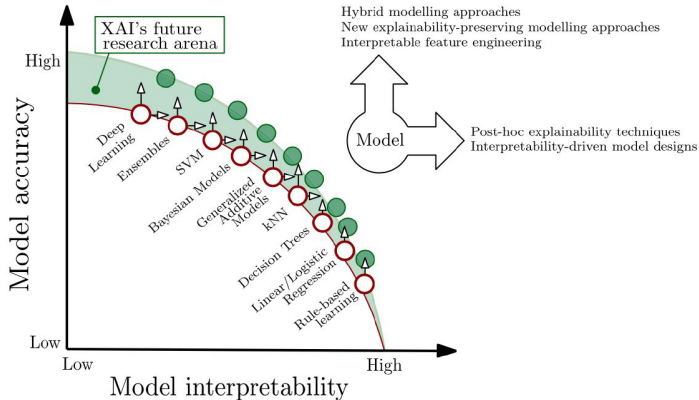 XAI's future
research arena
High
Model accuracy
Low
Low
High
Model interpretability
Deep
Learning
Ensembles
SVM
Bayesian Models
Generalized
Additive
Models
kNN
Decision Trees
Linear/Logistic
Regression
Rule-based
learning
Hybrid modelling approaches
New explainability-preserving modelling approaches
Interpretable feature engineering
Model
Post-hoc explainability techniques
Interpretability-driven model designs